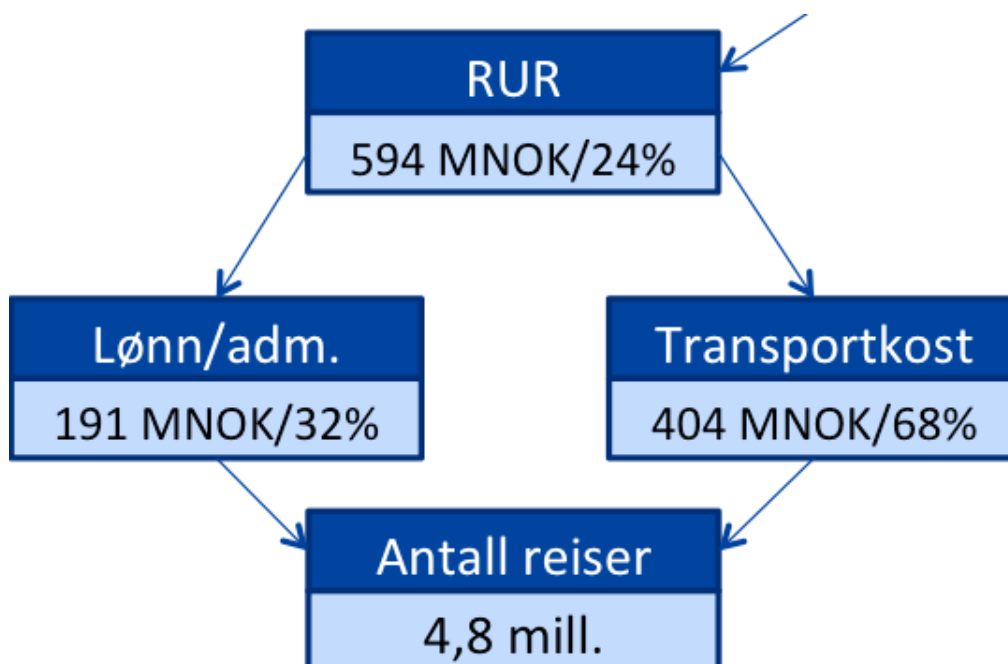 RUR
594 MNOK/24%
Lønn/adm.
191 MNOK/32%
Transportkost
404 MNOK/68%
Antall reiser
4,8 mill.